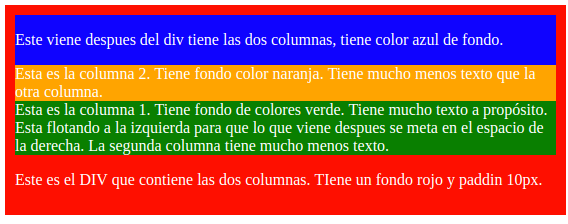 Este viene despues del div tiene las dos columnas, tiene color azul de fondo.
Esta es la columna 2. Tiene fondo color naranja. Tiene mucho menos texto que la
otra columna.
Esta es la columna 1. Tiene fondo de colores verde. Tiene mucho texto a propósito.
Esta flotando a la izquierda para que lo que viene despues se meta en el espacio de
la derecha. La segunda columna tiene mucho menos texto.
Este es el DIV que contiene las dos columnas. TIene un fondo rojo y paddin 10px.